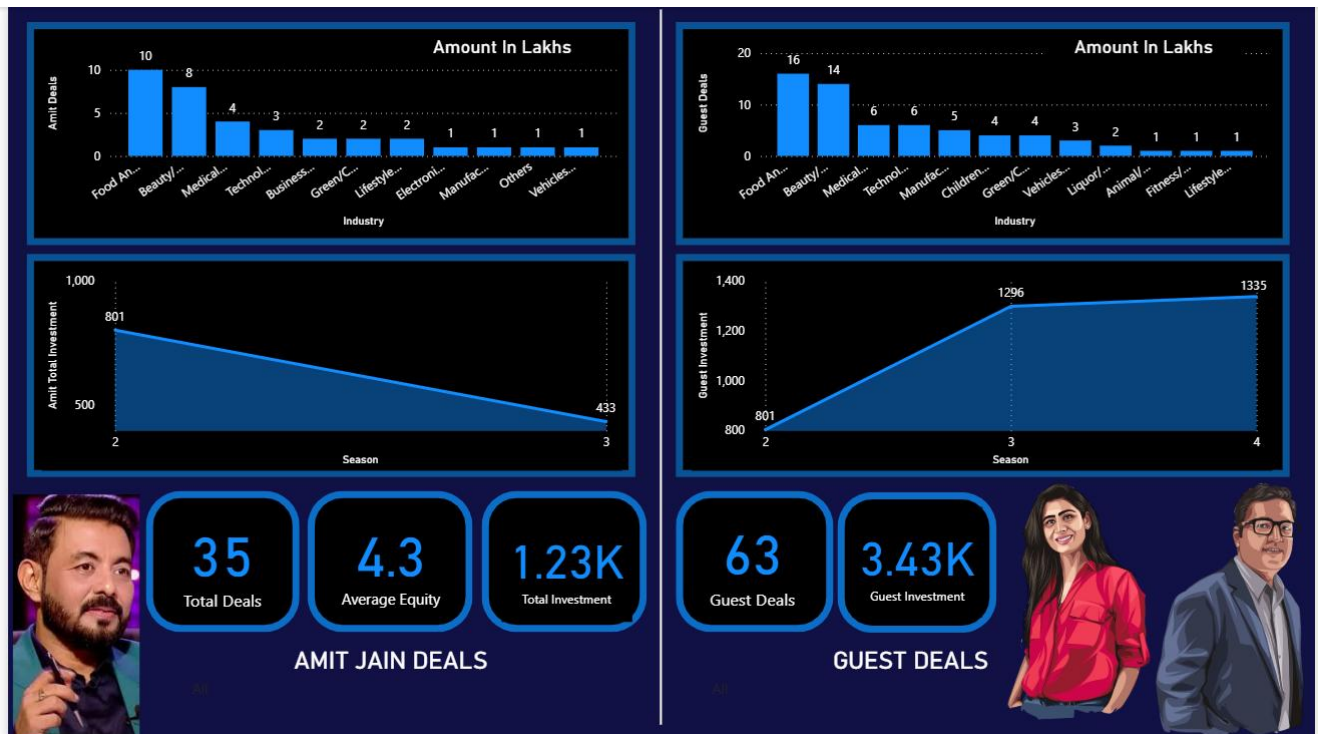 Amount In Lakhs
Amit Deals
10
5
0
10
8
4
3
2
2
2
1
1
1
1
Food An...
Beauty/...
Medical...
Technol...
Business...
Green/C...
Lifestyle...
Electroni...
Manufac...
Others
Vehicles...
Industry
Amount In Lakhs
Guest Deals
20
10
0
16
14
6
6
5
4
4
3
2
1
1
1
Food An...
Beauty/...
Medical...
Technol...
Manufac...
Children...
Green/C...
Vehicles...
Liquor/...
Animal/...
Fitness/...
Lifestyle...
Industry
Amit Total Investment
1,000
500
801
433
2
3
Season
Guest Investment
1,400
1,200
1,000
800
801
1296
1335
2
3
4
Season
35
Total Deals
4.3
Average Equity
1.23K
Total Investment
AMIT JAIN DEALS
All
63
Guest Deals
3.43K
Guest Investment
GUEST DEALS
All